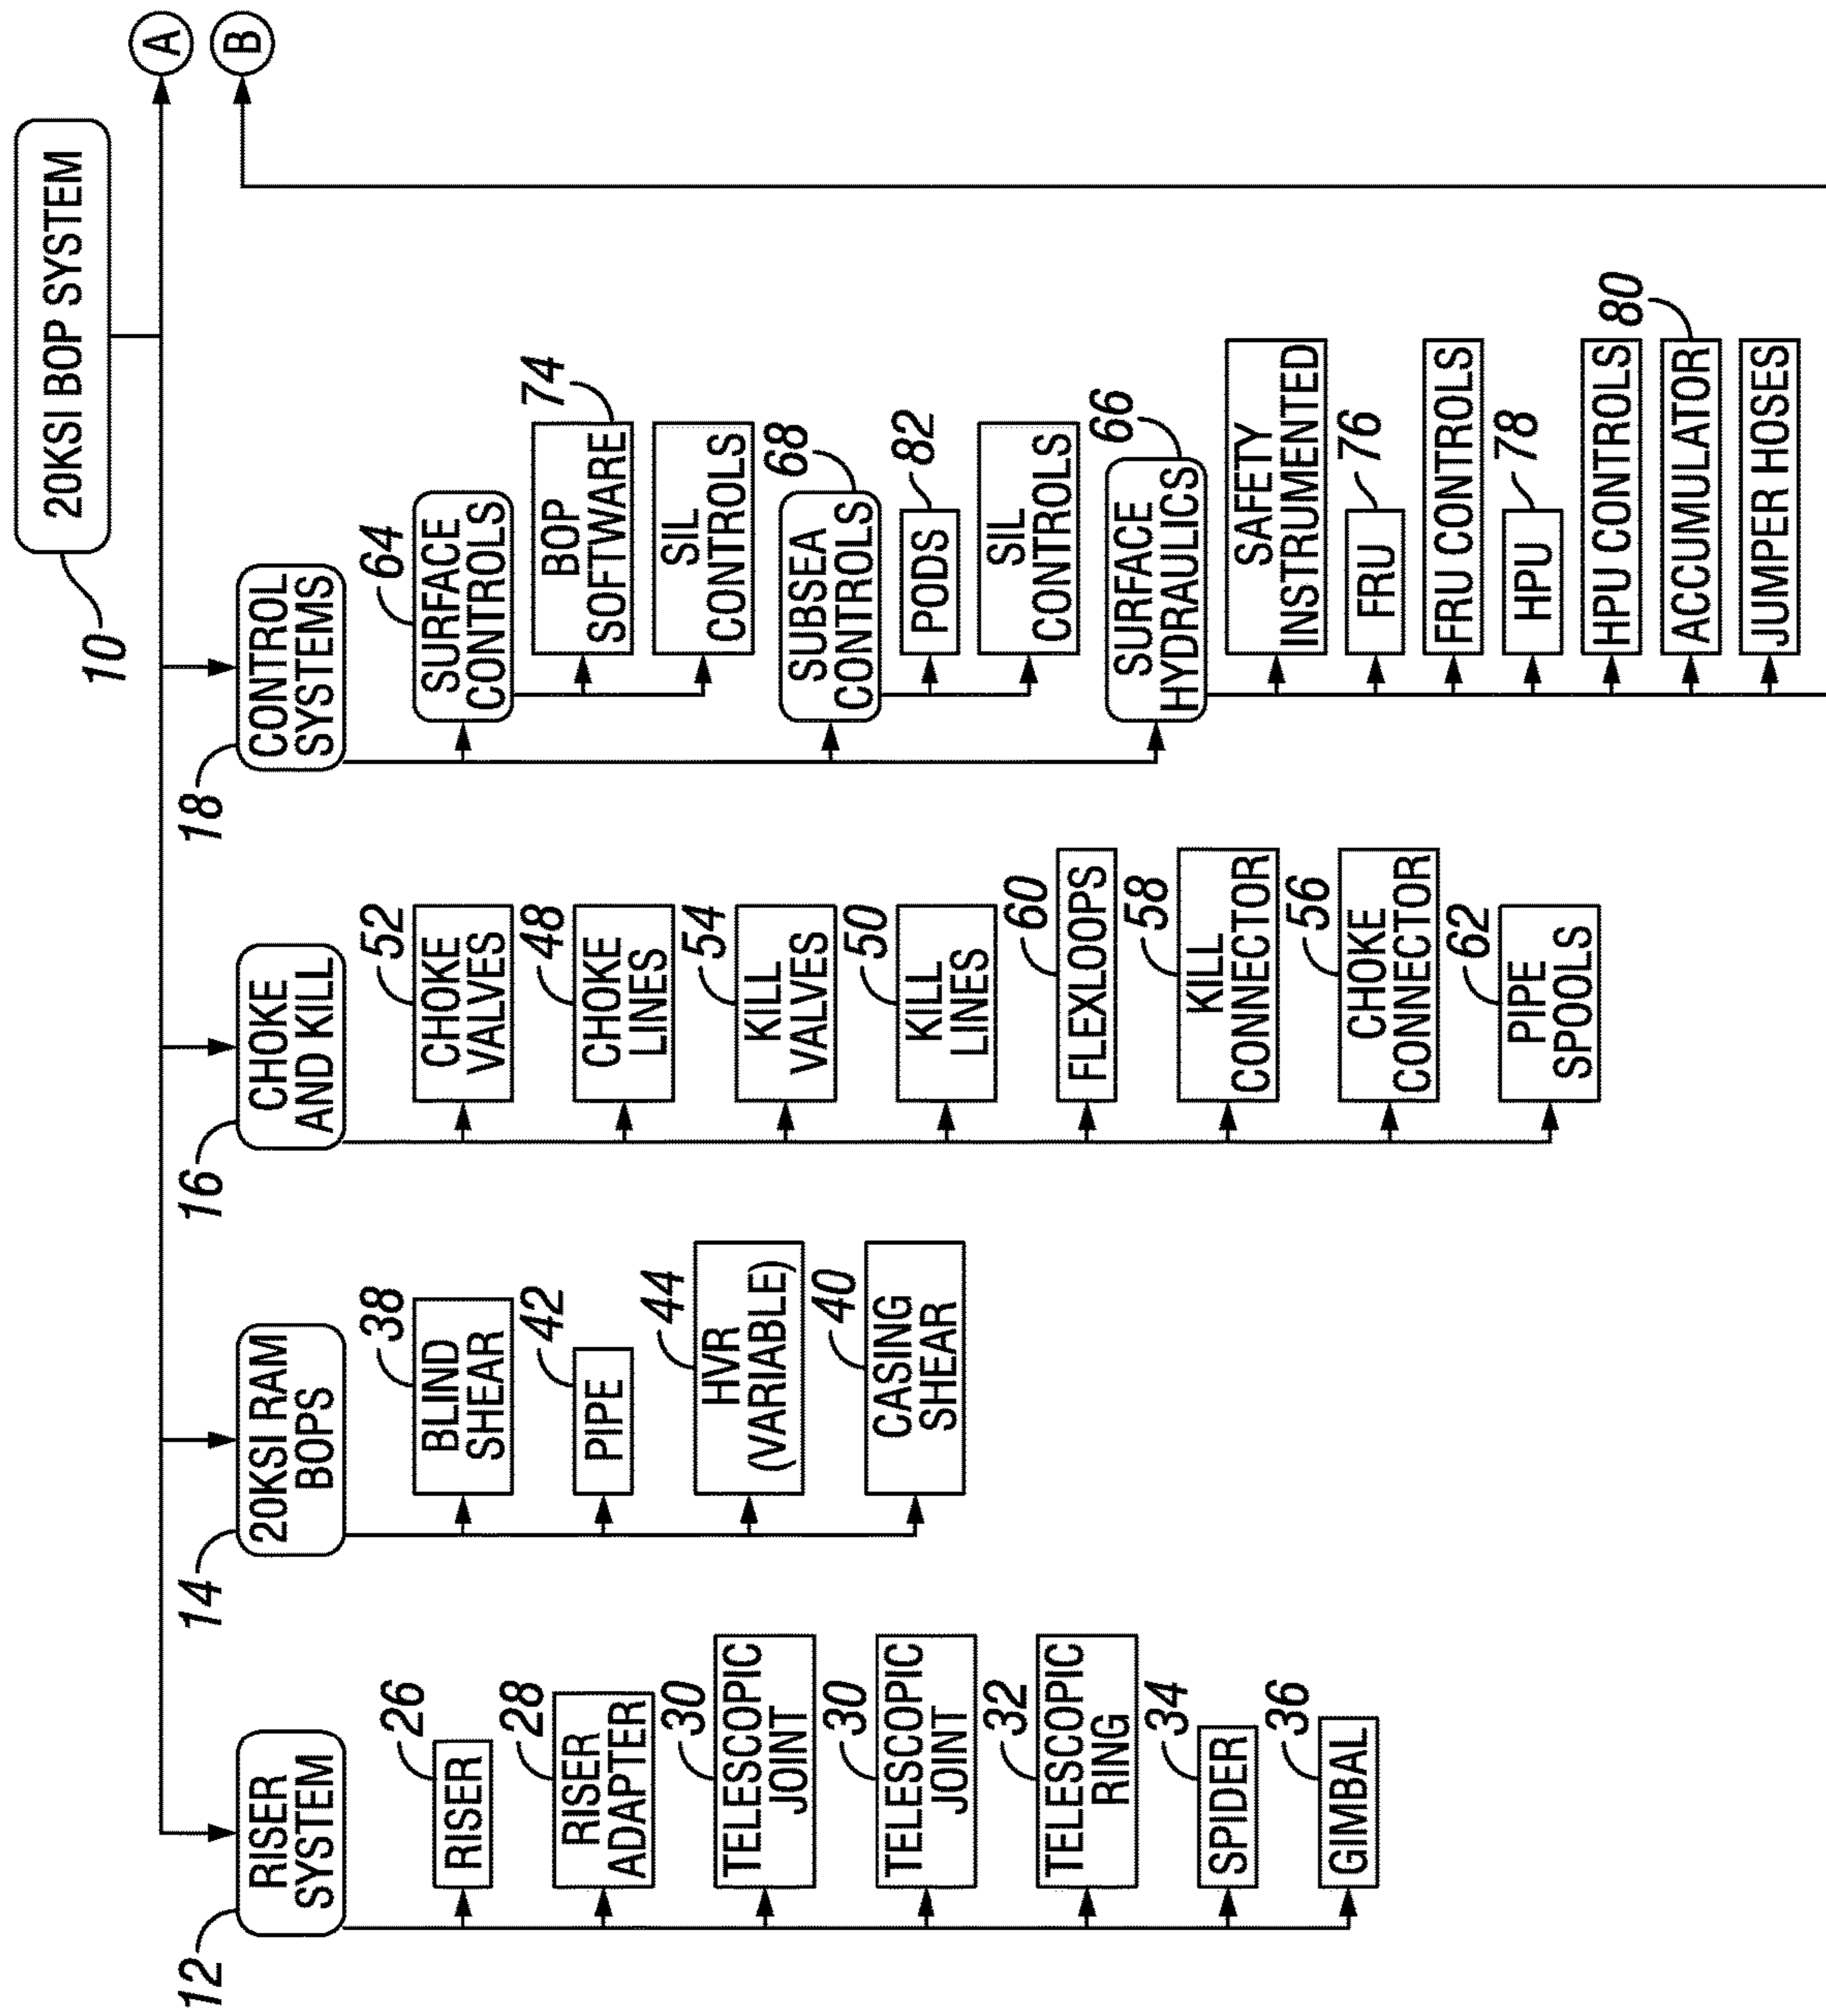 20KSI BOP SYSTEM
10
A
B
12
RISER
SYSTEM
26
RISER
28
RISER
ADAPTER
30
TELESCOPIC
JOINT
30
TELESCOPIC
JOINT
32
TELESCOPIC
RING
34
SPIDER
36
GIMBAL
14
20KSI RAM
BOPS
38
BLIND
SHEAR
42
PIPE
44
HVR
(VARIABLE)
40
CASING
SHEAR
16
CHOKE
AND KILL
52
CHOKE
VALVES
48
CHOKE
LINES
54
KILL
VALVES
50
KILL
LINES
60
FLEXLOOPS
58
KILL
CONNECTOR
56
CHOKE
CONNECTOR
62
PIPE
SPOOLS
18
CONTROL
SYSTEMS
64
SURFACE
CONTROLS
74
BOP
SOFTWARE
SIL
CONTROLS
68
SUBSEA
CONTROLS
82
PODS
SIL
CONTROLS
66
SURFACE
HYDRAULICS
SAFETY
INSTRUMENTED
76
FRU
FRU CONTROLS
78
HPU
HPU CONTROLS
80
ACCUMULATOR
JUMPER HOSES